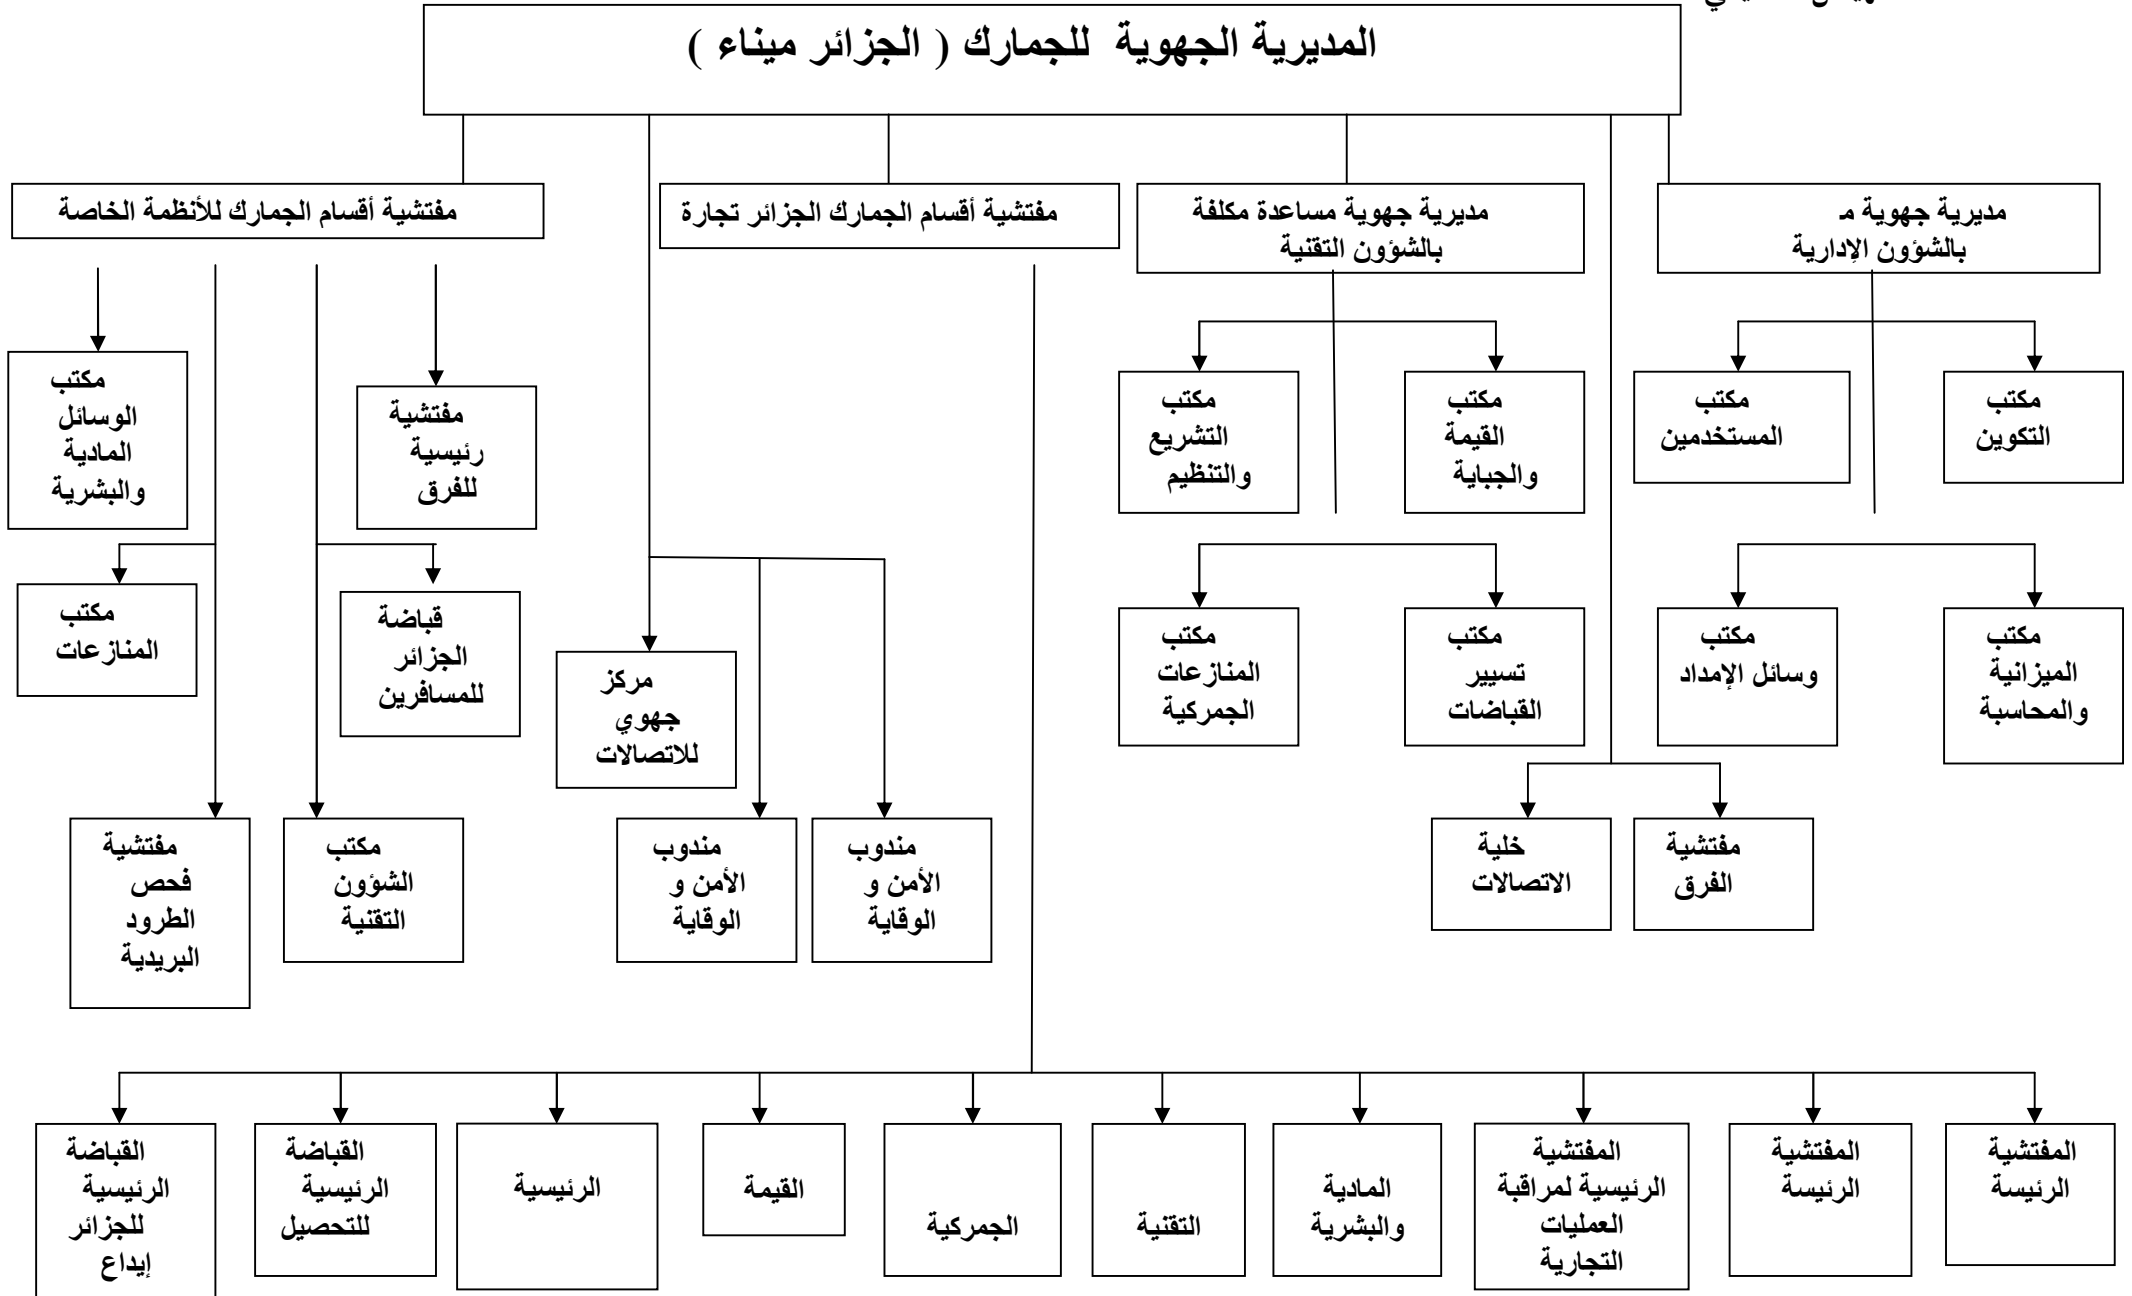 المديرية الجهوية للجمارك ( الجزائر ميناء )
مديرية جهوية مـ
بالشؤون الإدارية
مديرية جهوية مساعدة مكلفة
بالشؤون التقنية
مفتشية أقسام الجمارك الجزائر تجارة
مفتشية أقسام الجمارك للأنظمة الخاصة
مكتب
التكوين
مكتب
المستخدمين
مكتب
القيمة
والجباية
مكتب
التشريع
والتنظيم
مفتشية
رئيسية
للفرق
مكتب
الوسائل
المادية
والبشرية
مكتب
الميزانية
والمحاسبة
مكتب
وسائل الإمداد
مكتب
تسيير
القباضات
مكتب
المنازعات
الجمركية
مركز
جهوي
للاتصالات
قباضة
الجزائر
للمسافرين
مكتب
المنازعات
مفتشية
الفرق
خلية
الاتصالات
مندوب
الأمن و
الوقاية
مندوب
الأمن و
الوقاية
مكتب
الشؤون
التقنية
مفتشية
فحص
الطرود
البريدية
المفتشية
الرئيسة
المفتشية
الرئيسة
المفتشية
الرئيسية لمراقبة
العمليات
التجارية
المادية
والبشرية
التقنية
الجمركية
القيمة
الرئيسية
القباضة
الرئيسية
للتحصيل
القباضة
الرئيسية
للجزائر
إيداع